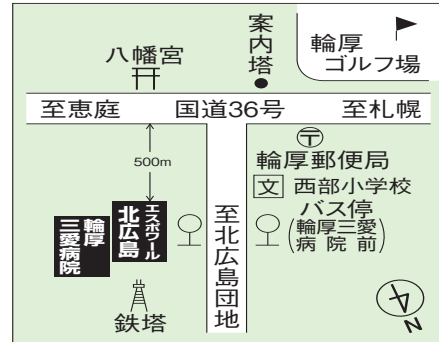 案内塔
輪厚
ゴルフ場
八幡宮
至恵庭
国道36号
至札幌
500m
〒
輪厚郵便局
文
西部小学校
バス停
(輪厚三愛
病院前)
至北広島団地
エスポワール
北広島
輪厚
三愛病院
鉄塔
N